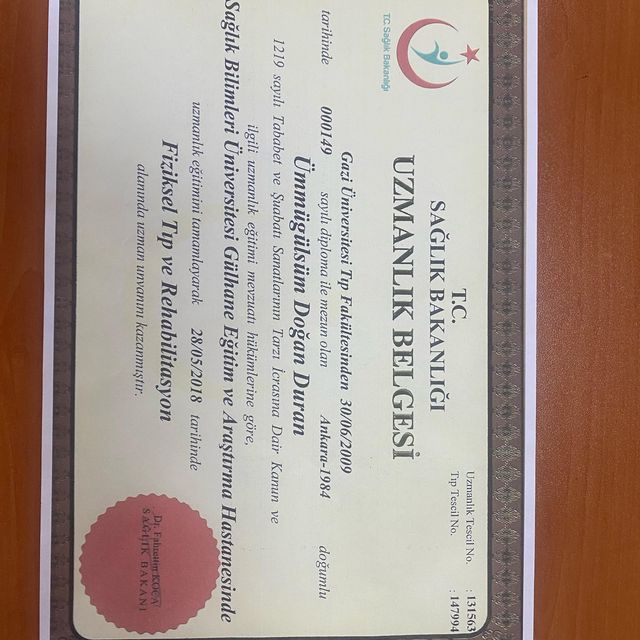 T.C. Sağlık Bakanlığı
T.C.
SAĞLIK BAKANLIĞI
UZMANLIK BELGESİ
Uzmanlık Tescil No. : 131563
Tıp Tescil No. : 147994
Gazi Üniversitesi Tıp Fakültesinden 30/06/2009
tarihinde 000149 sayılı diploma ile mezun olan Ankara-1984 doğumlu
Ümmügülsüm Doğan Duran
1219 sayılı Tababet ve Şuabatı Sanatlarının Tarzı İcrasına Dair Kanun ve
ilgili uzmanlık eğitimi mevzuatı hükümlerine göre,
Sağlık Bilimleri Üniversitesi Gülhane Eğitim ve Araştırma Hastanesinde
uzmanlık eğitimini tamamlayarak 28/05/2018 tarihinde
Fiziksel Tıp ve Rehabilitasyon
alanında uzman unvanını kazanmıştır.
Dr. Fahrettin KOCA
SAĞLIK BAKANI